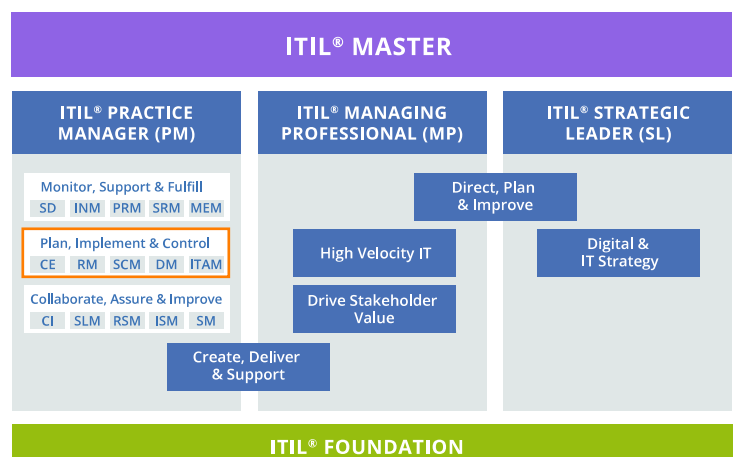 ITIL® MASTER
ITIL® PRACTICE
MANAGER (PM)
Monitor, Support & Fulfill
SD INM PRM SRM MEM
Plan, Implement & Control
CE RM SCM DM ITAM
Collaborate, Assure & Improve
CI SLM RSM ISM SM
ITIL® MANAGING
PROFESSIONAL (MP)
ITIL® STRATEGIC
LEADER (SL)
Direct, Plan
& Improve
High Velocity IT
Digital &
IT Strategy
Drive Stakeholder
Value
Create, Deliver
& Support
ITIL® FOUNDATION